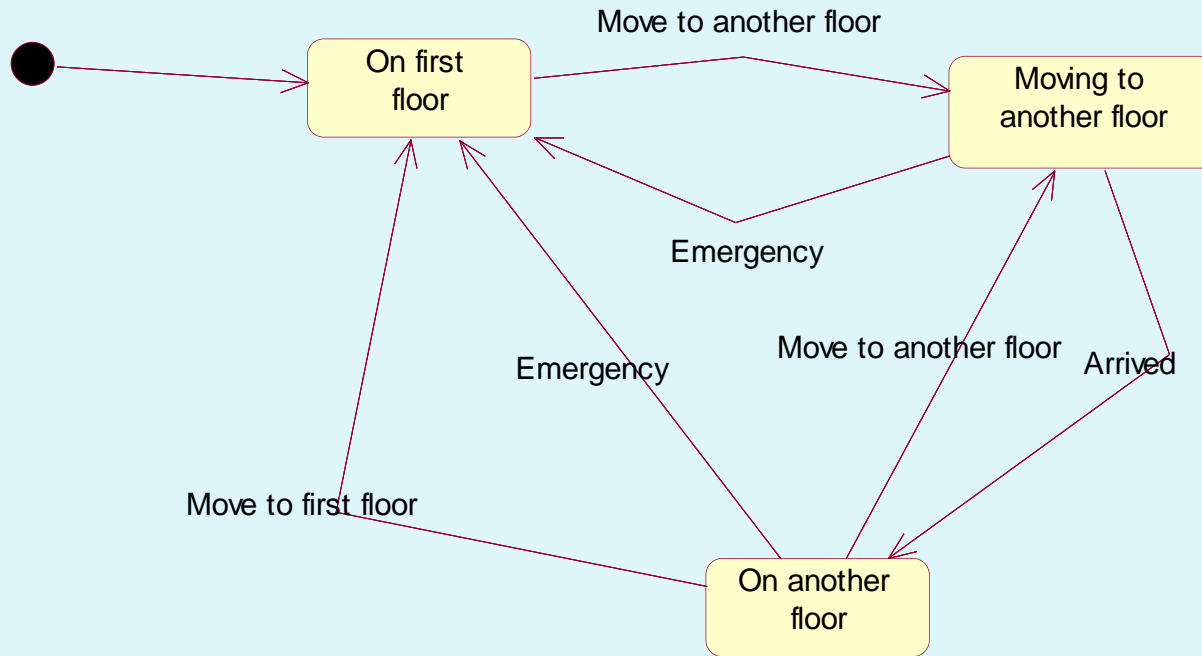 Move to another floor
On first
floor
Moving to
another floor
Emergency
Move to another floor
Emergency
Arrived
Move to first floor
On another
floor